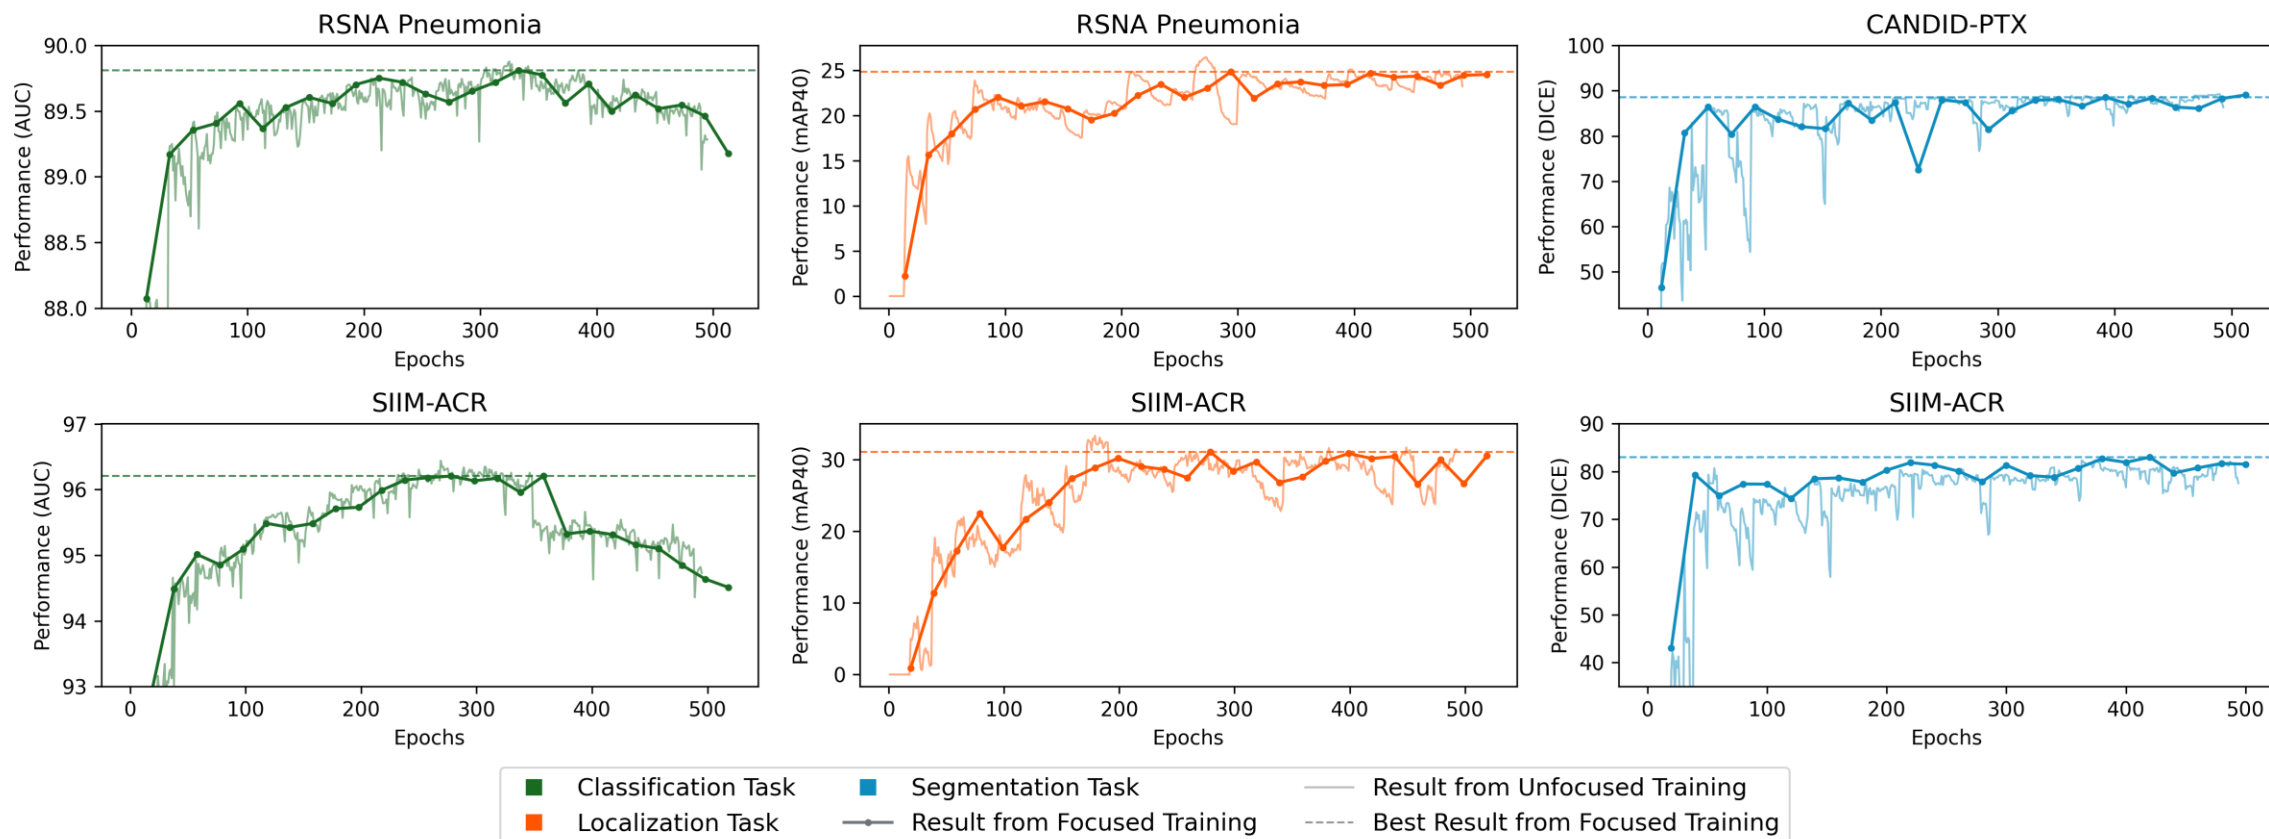 RSNA Pneumonia
90.0
89.5
89.0
88.5
88.0
Performance (AUC)
0 100 200 300 400 500
Epochs
RSNA Pneumonia
25
20
15
10
5
0
Performance (mAP40)
0 100 200 300 400 500
Epochs
CANDID-PTX
100
90
80
70
60
50
Performance (DICE)
0 100 200 300 400 500
Epochs
SIIM-ACR
97
96
95
94
93
Performance (AUC)
0 100 200 300 400 500
Epochs
SIIM-ACR
30
20
10
0
Performance (mAP40)
0 100 200 300 400 500
Epochs
SIIM-ACR
90
80
70
60
50
40
Performance (DICE)
0 100 200 300 400 500
Epochs
Classification Task
Localization Task
Segmentation Task
Result from Focused Training
Result from Unfocused Training
Best Result from Focused Training